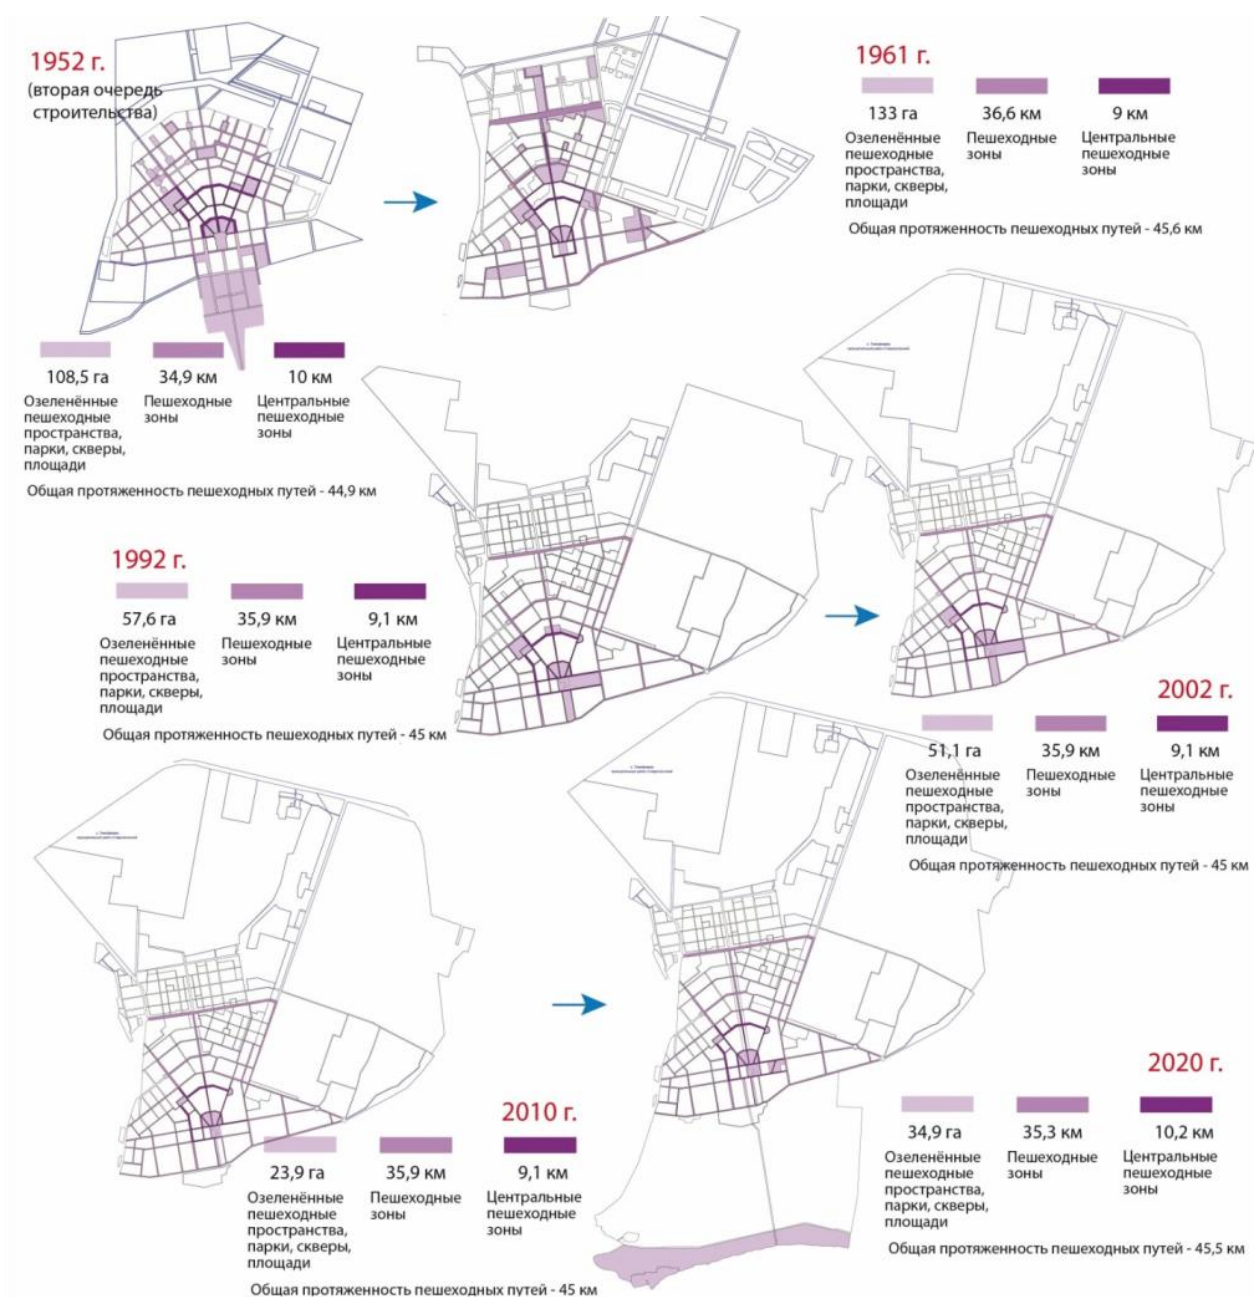 1952 г.
(вторая очередь
строительства)
108,5 га
34,9 км
10 км
Озеленённые
пешеходные
пространства,
парки, скверы,
площади
Пешеходные
зоны
Центральные
пешеходные
зоны
Общая протяженность пешеходных путей - 44,9 км
1961 г.
133 га
36,6 км
9 км
Озеленённые
пешеходные
пространства,
парки, скверы,
площади
Пешеходные
зоны
Центральные
пешеходные
зоны
Общая протяженность пешеходных путей - 45,6 км
1992 г.
57,6 га
35,9 км
9,1 км
Озеленённые
пешеходные
пространства,
парки, скверы,
площади
Пешеходные
зоны
Центральные
пешеходные
зоны
Общая протяженность пешеходных путей - 45 км
2002 г.
51,1 га
35,9 км
9,1 км
Озеленённые
пешеходные
пространства,
парки, скверы,
площади
Пешеходные
зоны
Центральные
пешеходные
зоны
Общая протяженность пешеходных путей - 45 км
2010 г.
23,9 га
35,9 км
9,1 км
Озеленённые
пешеходные
пространства,
парки, скверы,
площади
Пешеходные
зоны
Центральные
пешеходные
зоны
Общая протяженность пешеходных путей - 45 км
2020 г.
34,9 га
35,3 км
10,2 км
Озеленённые
пешеходные
пространства,
парки, скверы,
площади
Пешеходные
зоны
Центральные
пешеходные
зоны
Общая протяженность пешеходных путей - 45,5 км